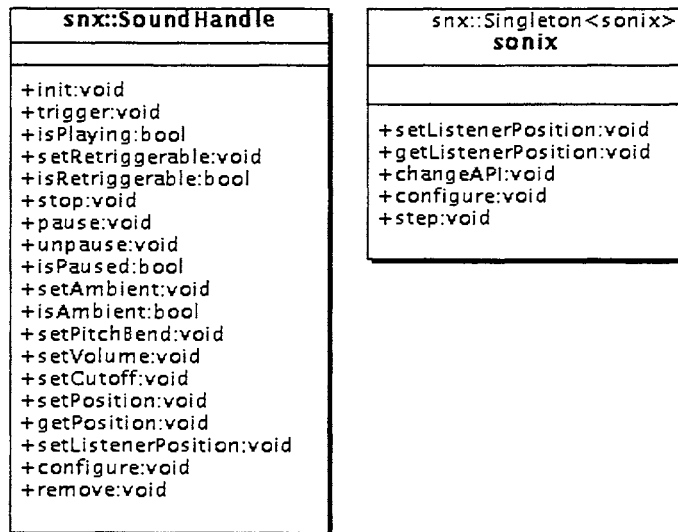 snx::SoundHandle
+init:void
+trigger:void
+isPlaying:bool
+setRetriggerable:void
+isRetriggerable:bool
+stop:void
+pause:void
+unpause:void
+isPaused:bool
+setAmbient:void
+isAmbient:bool
+setPitchBend:void
+setVolume:void
+setCutoff:void
+setPosition:void
+getPosition:void
+setListenerPosition:void
+configure:void
+remove:void
snx::Singleton<sonix>
sonix
+setListenerPosition:void
+getListenerPosition:void
+changeAPI:void
+configure:void
+step:void